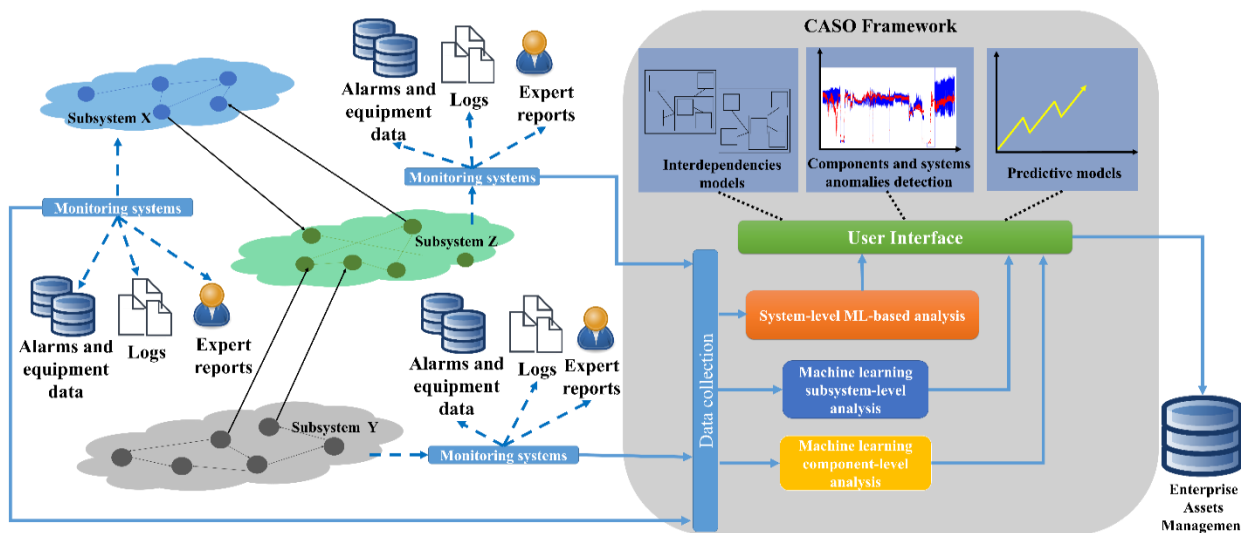 CASO Framework
Alarms and
equipment
data
Logs
Expert
reports
Subsystem X
Monitoring systems
Interdependencies
models
Components and systems
anomalies detection
Predictive models
Monitoring systems
Subsystem Z
User Interface
Alarms and
equipment
data
Logs
Expert
reports
Alarms and
equipment
data
Logs
Expert
reports
System-level ML-based analysis
Data collection
Machine learning
subsystem-level
analysis
Subsystem Y
Monitoring systems
Machine learning
component-level
analysis
Enterprise
Assets
Management